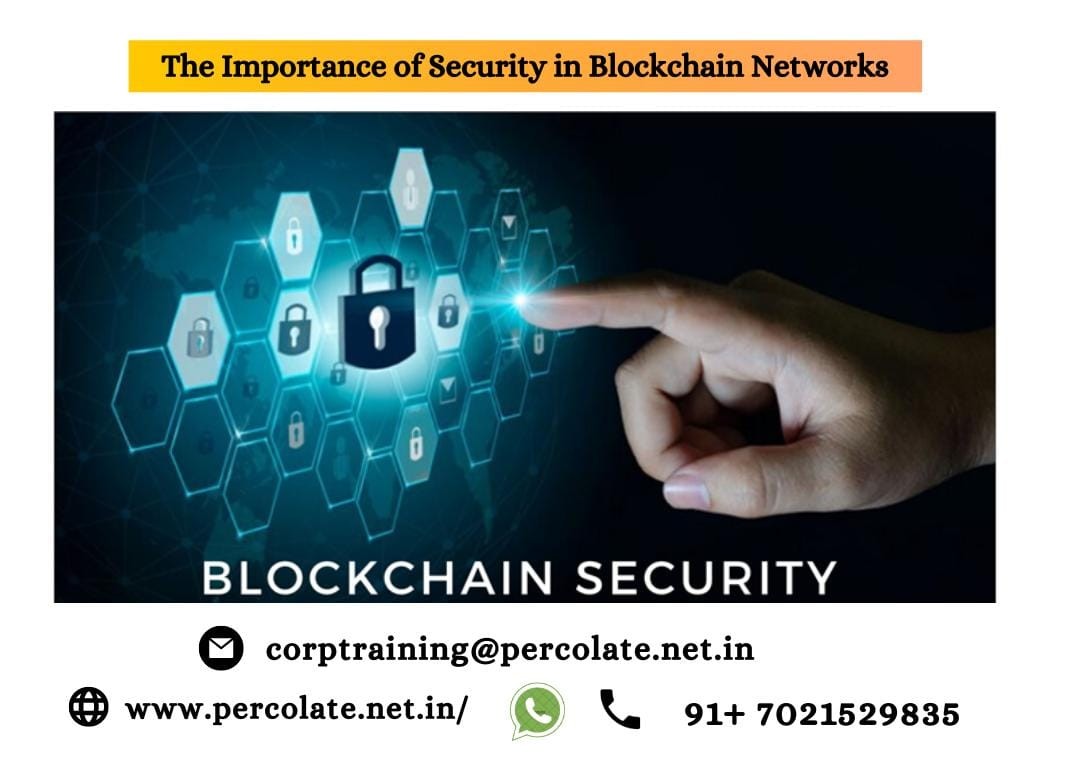 The Importance of Security in Blockchain Networks
BLOCKCHAIN SECURITY
corptraining@percolate.net.in
www.percolate.net.in/
91+ 7021529835